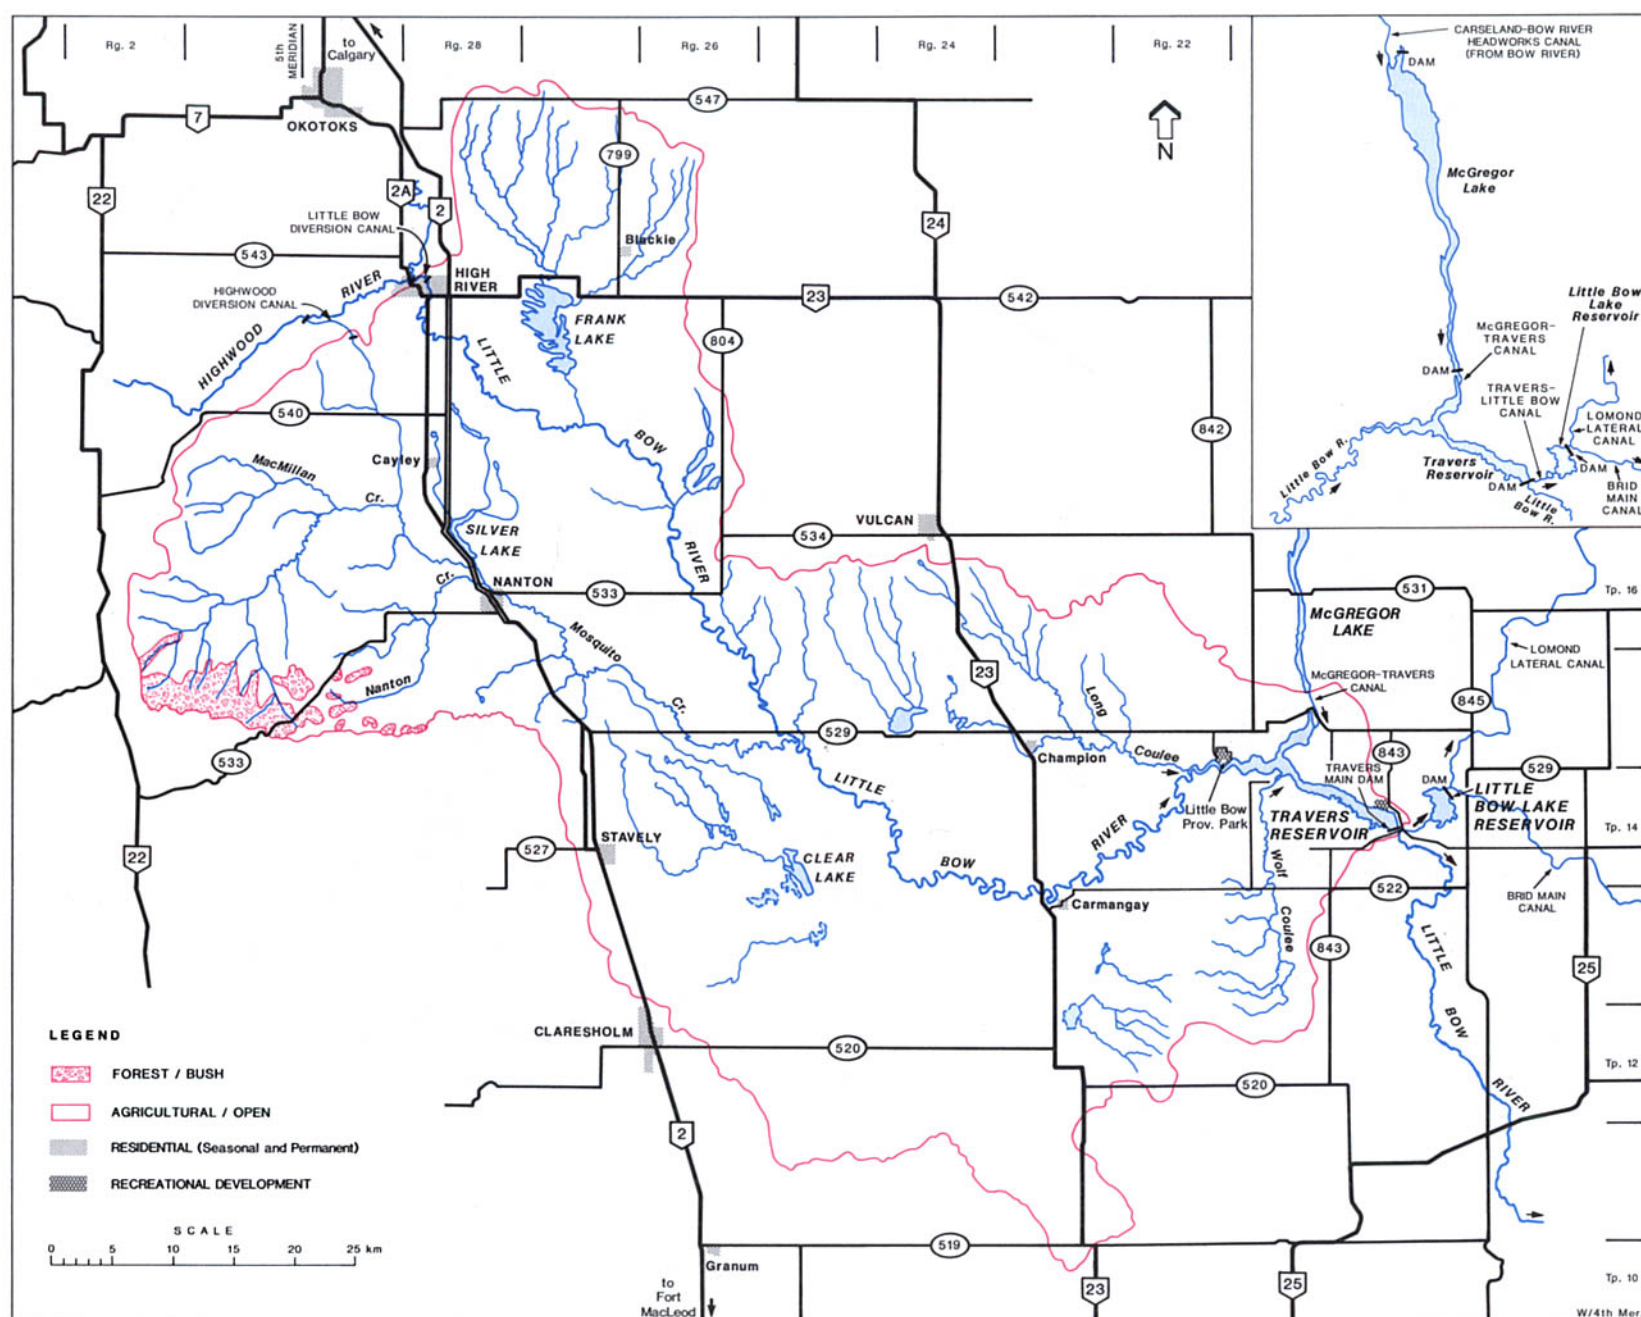 Rg. 2
5th
MERIDIAN
to
Calgary
Rg. 28
Rg. 26
Rg. 24
Rg. 22
CARSELAND-BOW RIVER
HEADWORKS CANAL
(FROM BOW RIVER)
DAM
McGregor
Lake
Little Bow
Lake
Reservoir
McGREGOR-
TRAVERS
CANAL
DAM
TRAVERS-
LITTLE BOW
CANAL
LOMOND
LATERAL
CANAL
Little Bow R.
Travers
Reservoir
DAM
DAM
BRID
MAIN
CANAL
Little
Bow R.
547
7
OKOTOKS
799
N
22
2A
2
LITTLE BOW
DIVERSION CANAL
24
Blackie
543
HIGH
RIVER
HIGHWOOD
DIVERSION CANAL
HIGHWOOD
RIVER
23
542
FRANK
LAKE
804
LITTLE
BOW
RIVER
540
842
Cayley
MacMillan
Cr.
SILVER
LAKE
VULCAN
534
Cr.
NANTON
533
531
Tp. 16
McGREGOR
LAKE
Mosquito
Cr.
LOMOND
LATERAL CANAL
Nanton
23
Long
Coulee
McGREGOR-TRAVERS
CANAL
845
529
533
Champion
843
TRAVERS
MAIN DAM
529
DAM
LITTLE
BOW LAKE
RESERVOIR
LITTLE
BOW
RIVER
Little Bow
Prov. Park
TRAVERS
RESERVOIR
Tp. 14
22
527
STAVELY
CLEAR
LAKE
Wolf
Coulee
522
BRID MAIN
CANAL
Carmangay
843
LITTLE
BOW
RIVER
25
CLARESHOLM
520
520
Tp. 12
LEGEND
FOREST / BUSH
AGRICULTURAL / OPEN
RESIDENTIAL (Seasonal and Permanent)
RECREATIONAL DEVELOPMENT
SCALE
0 5 10 15 20 25 km
2
519
Granum
to
Fort
MacLeod
23
25
Tp. 10
W/4th Mer.